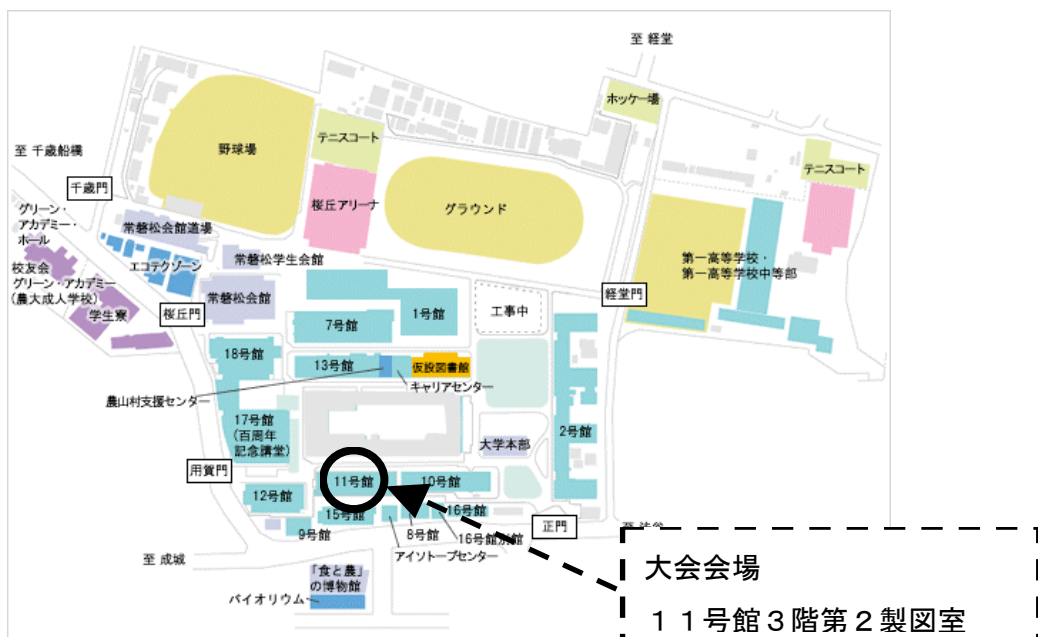 至 経堂
ホッケー場
テニスコート
野球場
至 千歳船橋
テニスコート
千歳門
桜丘アリーナ
グラウンド
グリーン・
アカデミー・
ホール
常磐松会館道場
第一高等学校・
第一高等学校中等部
校友会
グリーン・アカデミー
(農大成人学校)
エコテクゾーン
常磐松学生会館
常磐松会館
経堂門
学生寮
桜丘門
1号館
工事中
7号館
18号館
13号館
仮設図書館
キャリアセンター
農山村支援センター
17号館
(百周年
記念講堂)
大学本部
2号館
用賀門
11号館
10号館
12号館
15号館
16号館
9号館
8号館
16号館別館
正門
アイソトープセンター
至 成城
「食と農」
の博物館
バイオリウム
大会会場
11号館3階第2製図室